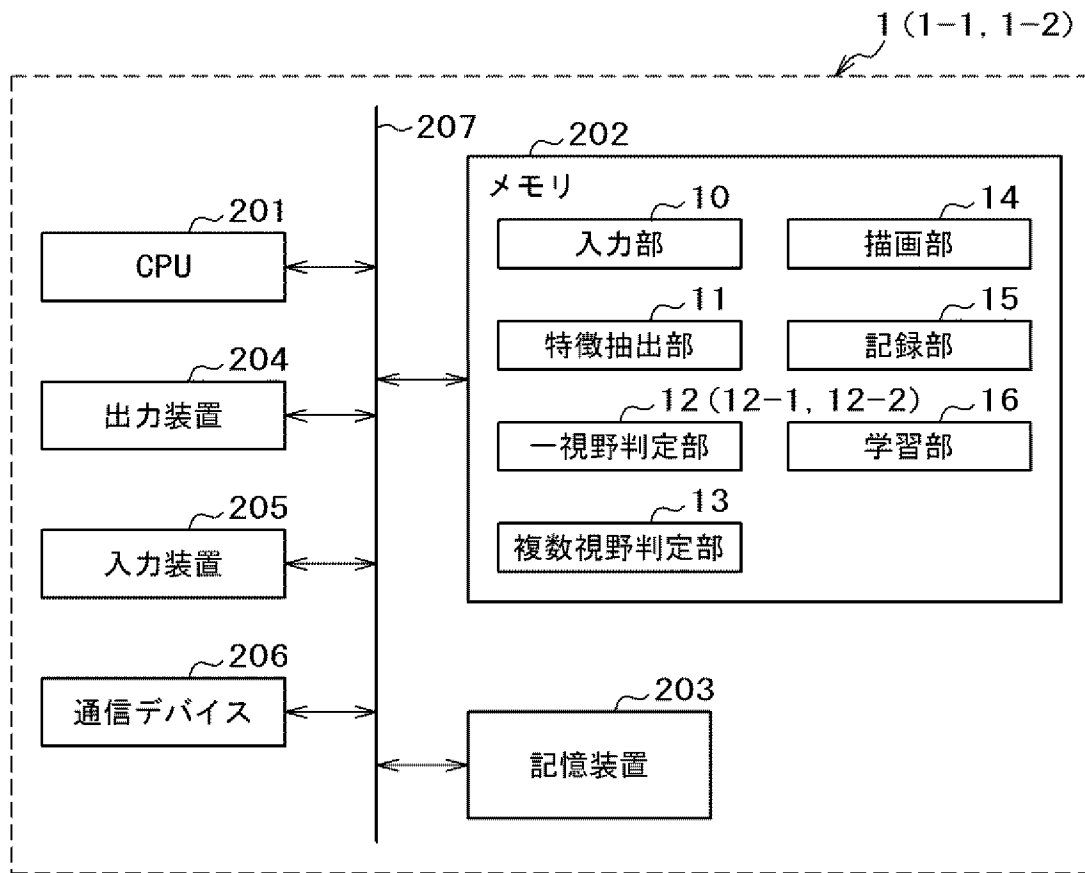 1(1-1, 1-2)
207
202
メモリ
201
CPU
10
入力部
14
描画部
11
特徴抽出部
15
記録部
204
出力装置
12(12-1, 12-2)
一視野判定部
16
学習部
205
入力装置
13
複数視野判定部
206
通信デバイス
203
記憶装置